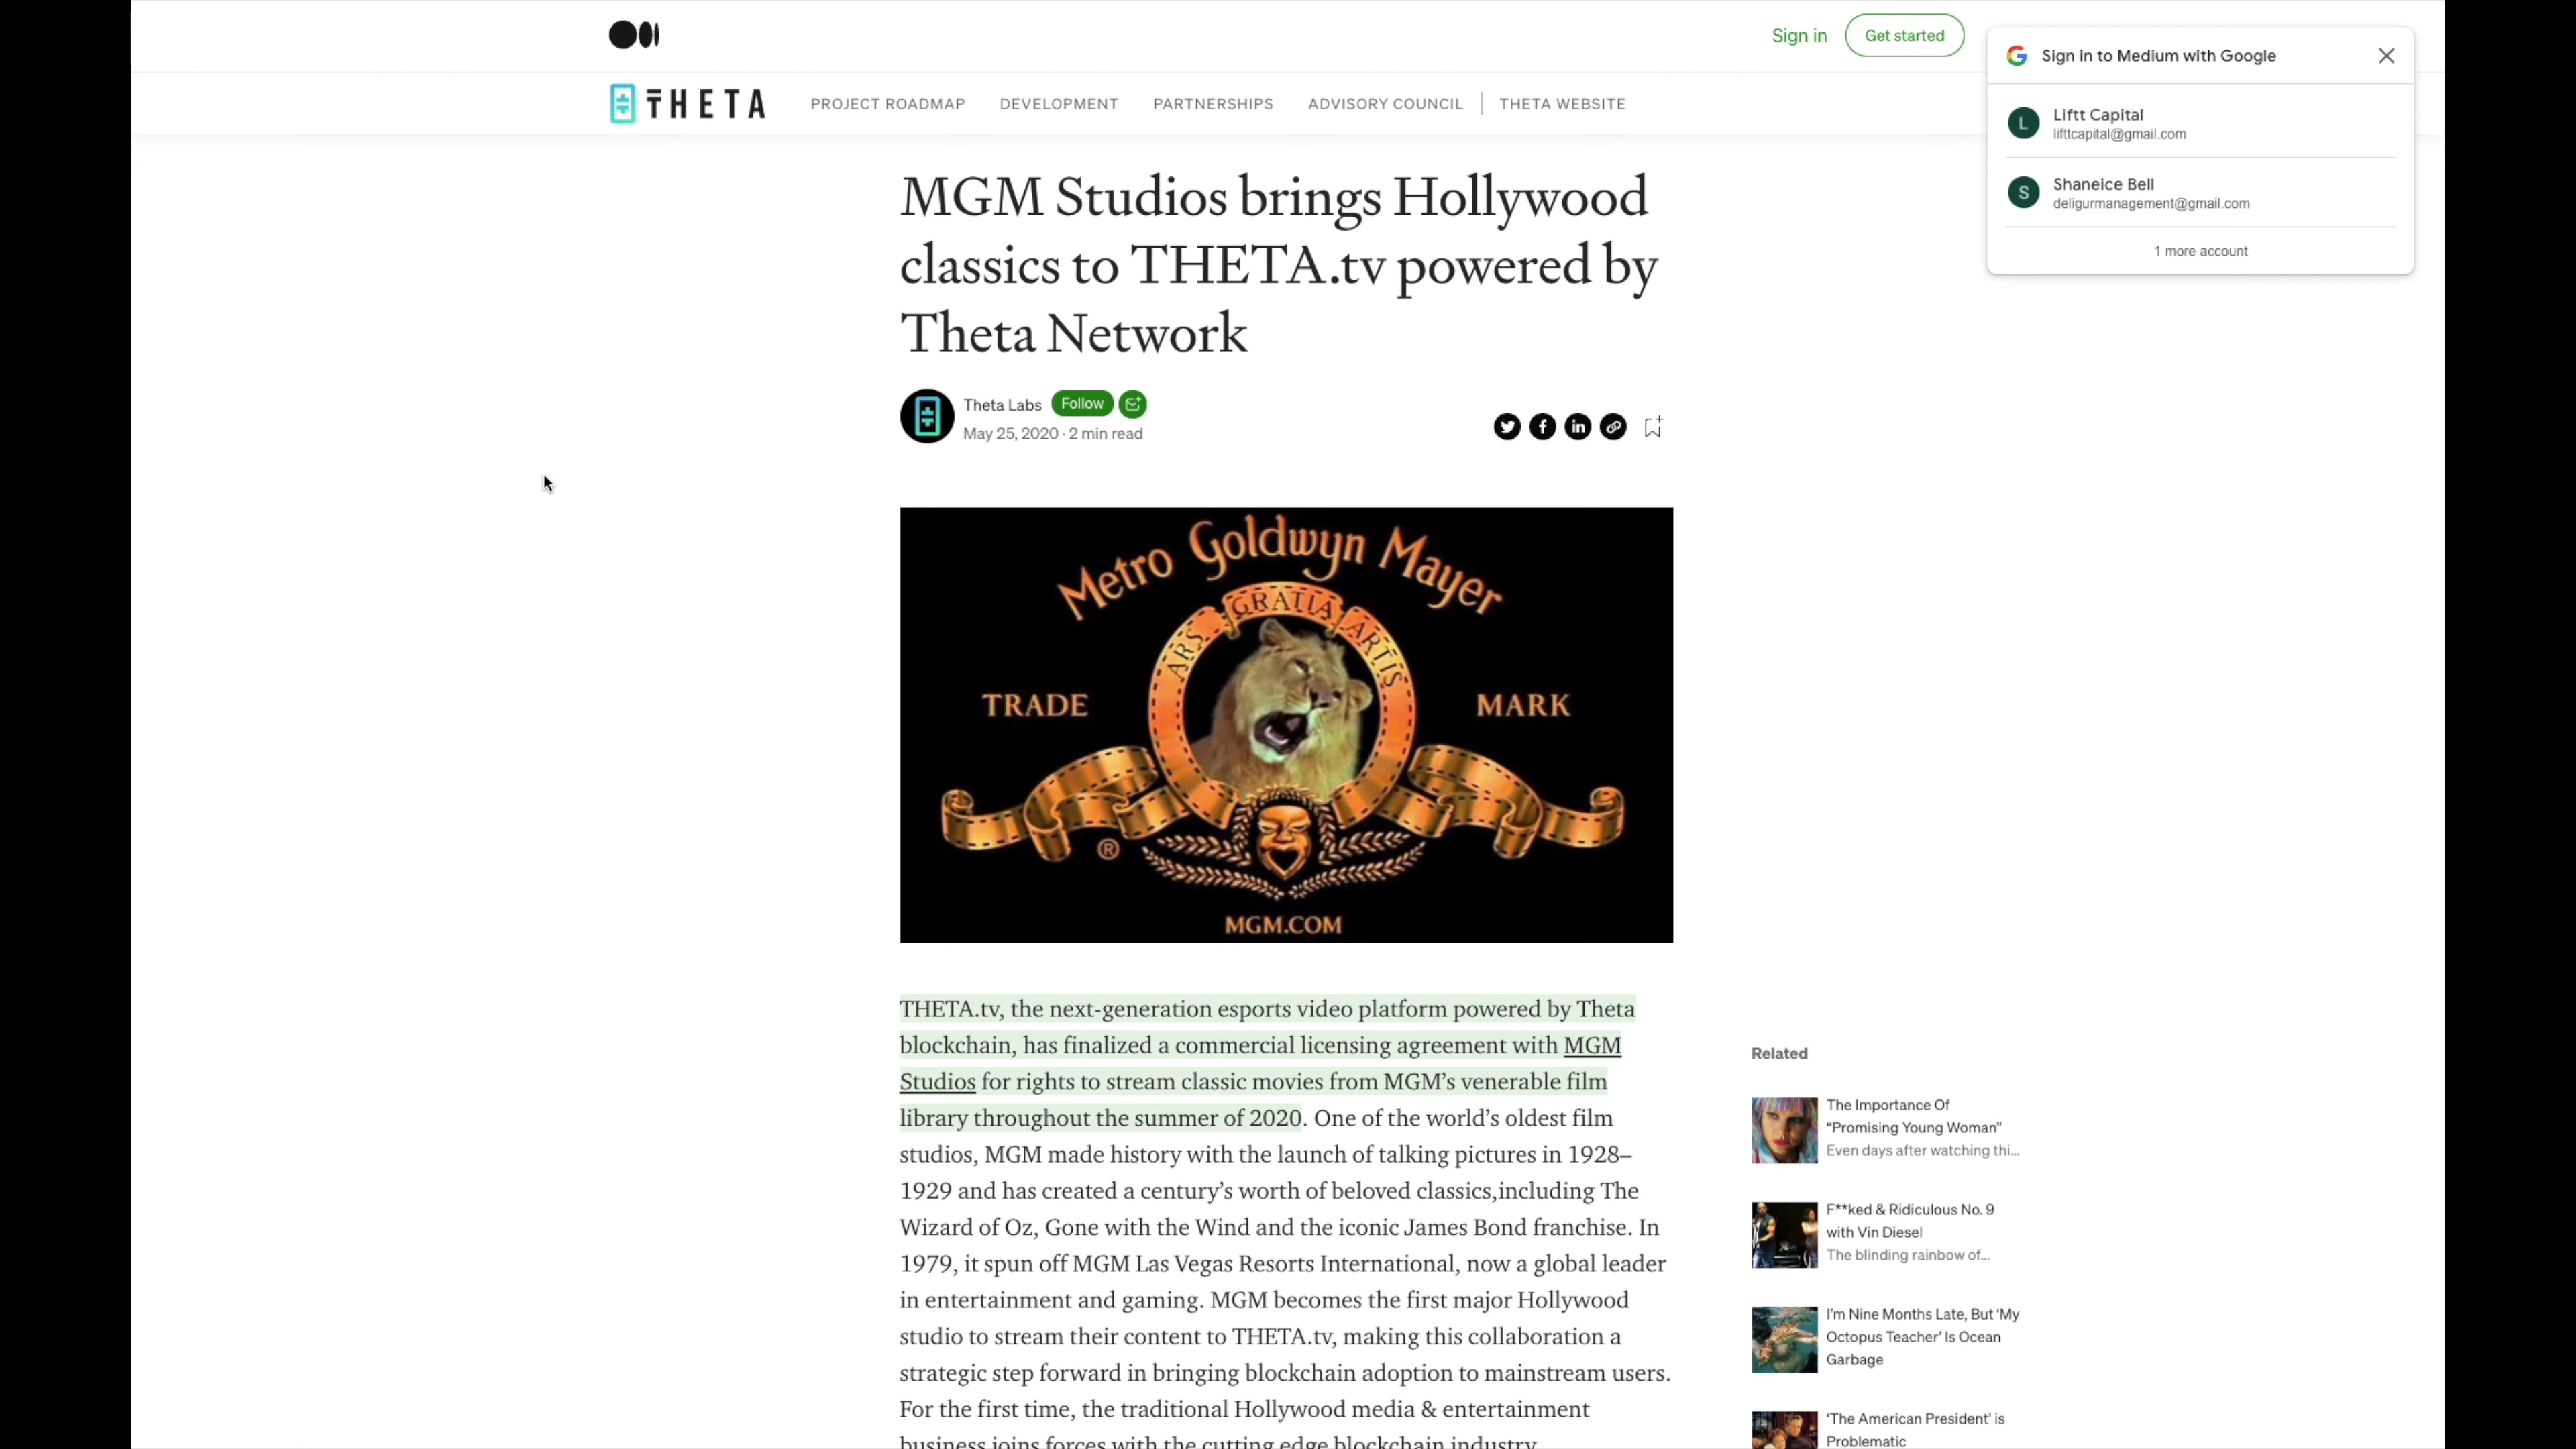 Sign in
Get started
Sign in to Medium with Google
L
Liftt Capital
lifttcapital@gmail.com
S
Shaneice Bell
deligurmanagement@gmail.com
1 more account
THETA
PROJECT ROADMAP
DEVELOPMENT
PARTNERSHIPS
ADVISORY COUNCIL
THETA WEBSITE
MGM Studios brings Hollywood
classics to THETA.tv powered by
Theta Network
Theta Labs
Follow
May 25, 2020 · 2 min read
Metro Goldwyn Mayer
ARS GRATIA ARTIS
TRADE
MARK
®
MGM.COM
THETA.tv, the next-generation esports video platform powered by Theta
blockchain, has finalized a commercial licensing agreement with MGM
Studios for rights to stream classic movies from MGM’s venerable film
library throughout the summer of 2020. One of the world’s oldest film
studios, MGM made history with the launch of talking pictures in 1928–
1929 and has created a century’s worth of beloved classics,including The
Wizard of Oz, Gone with the Wind and the iconic James Bond franchise. In
1979, it spun off MGM Las Vegas Resorts International, now a global leader
in entertainment and gaming. MGM becomes the first major Hollywood
studio to stream their content to THETA.tv, making this collaboration a
strategic step forward in bringing blockchain adoption to mainstream users.
For the first time, the traditional Hollywood media & entertainment
business joins forces with the cutting edge blockchain industry.
Related
The Importance Of
“Promising Young Woman”
Even days after watching thi...
F**ked & Ridiculous No. 9
with Vin Diesel
The blinding rainbow of...
I’m Nine Months Late, But ‘My
Octopus Teacher’ Is Ocean
Garbage
‘The American President’ is
Problematic